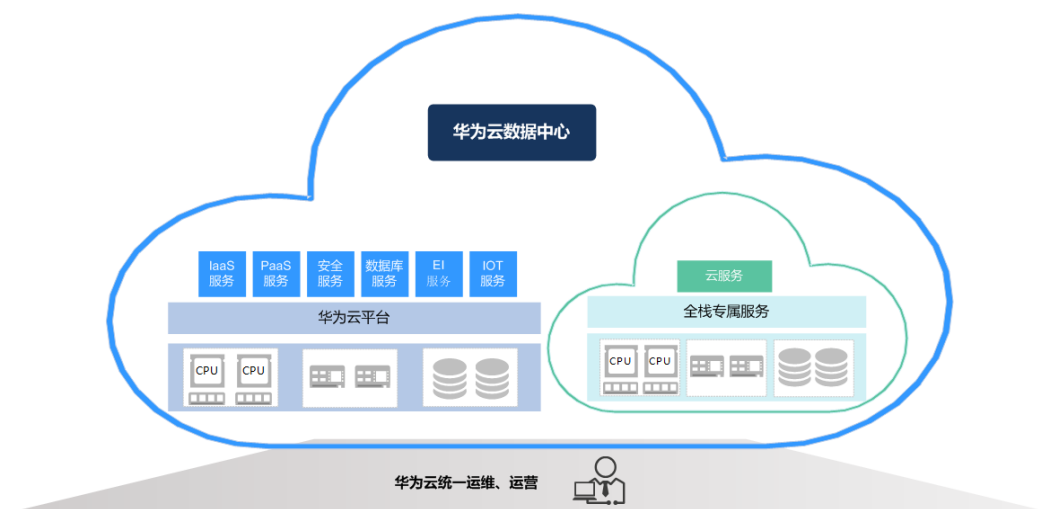 华为云数据中心
IaaS
服务
PaaS
服务
安全
服务
数据库
服务
EI
服务
IOT
服务
华为云平台
CPU
CPU
云服务
全栈专属服务
CPU
CPU
华为云统一运维、运营